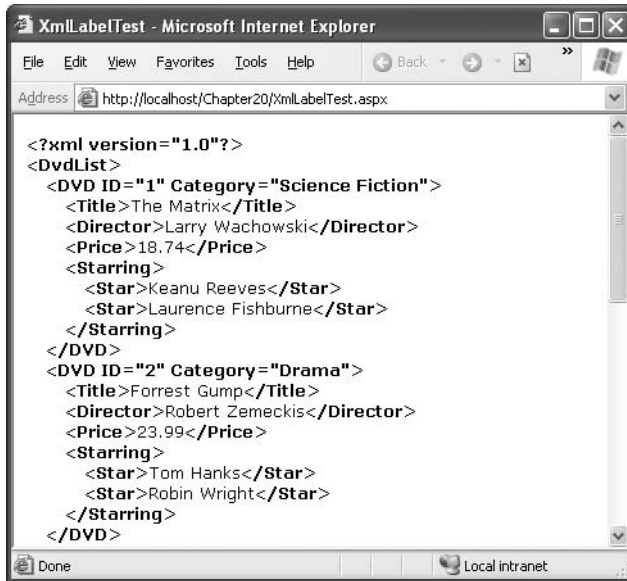 XmlLabelTest - Microsoft Internet Explorer
File Edit View Favorites Tools Help Back »
Address http://localhost/Chapter20/XmlLabelTest.aspx
<?xml version="1.0"?>
<DvdList>
<DVD ID="1" Category="Science Fiction">
<Title>The Matrix</Title>
<Director>Larry Wachowski</Director>
<Price>18.74</Price>
<Starring>
<Star>Keanu Reeves</Star>
<Star>Laurence Fishburne</Star>
</Starring>
</DVD>
<DVD ID="2" Category="Drama">
<Title>Forrest Gump</Title>
<Director>Robert Zemeckis</Director>
<Price>23.99</Price>
<Starring>
<Star>Tom Hanks</Star>
<Star>Robin Wright</Star>
</Starring>
</DVD>
Done Local intranet